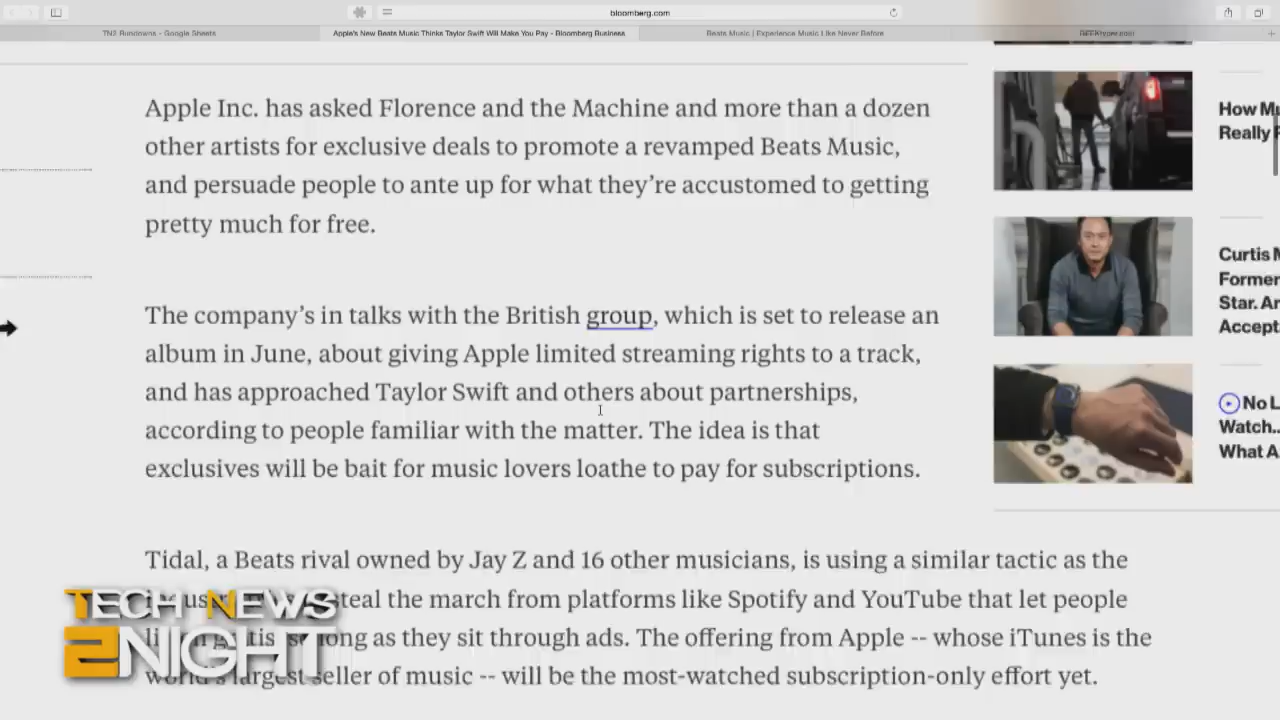 bloomberg.com
TN2 Rundowns - Google Sheets
Apple's New Beats Music Thinks Taylor Swift Will Make You Pay - Bloomberg Business
Beats Music | Experience Music Like Never Before
GEEKtyper.com
Apple Inc. has asked Florence and the Machine and more than a dozen
other artists for exclusive deals to promote a revamped Beats Music,
and persuade people to ante up for what they're accustomed to getting
pretty much for free.
The company's in talks with the British group, which is set to release an
album in June, about giving Apple limited streaming rights to a track,
and has approached Taylor Swift and others about partnerships,
according to people familiar with the matter. The idea is that
exclusives will be bait for music lovers loathe to pay for subscriptions.
Tidal, a Beats rival owned by Jay Z and 16 other musicians, is using a similar tactic as the
steal the march from platforms like Spotify and YouTube that let people
long as they sit through ads. The offering from Apple -- whose iTunes is the
world's largest seller of music -- will be the most-watched subscription-only effort yet.
How
Really
Curtis
Former
Star. An
Accept
No
Watch..
What
TECH NEWS
2NIGHT